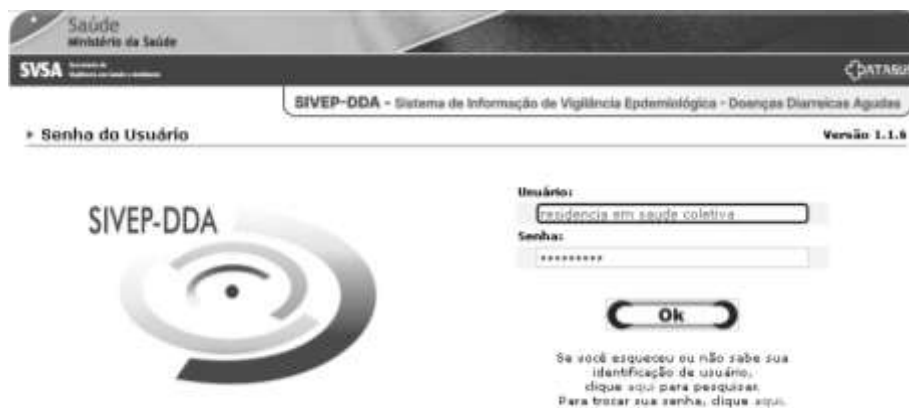 Saúde
Ministério da Saúde
SVSA
DATASUS
SIVEP-DDA - Sistema de Informação de Vigilância Epidemiológica - Doenças Diarreicas Agudas
Senha do Usuário
Versão 1.1.6
SIVEP-DDA
Usuário:
residencia em saude coletiva
Senha:
*********
Ok
Se você esqueceu ou não sabe sua
identificação de usuário,
clique aqui para pesquisar.
Para trocar sua senha, clique aqui.